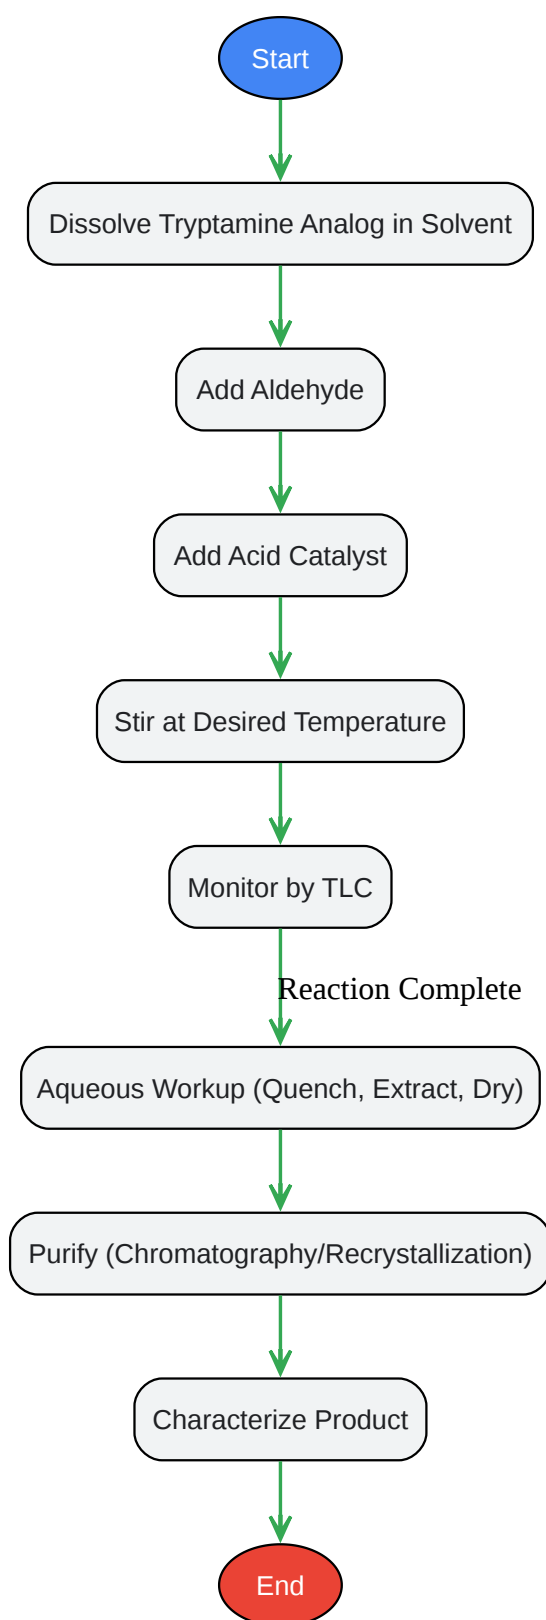 Start
Dissolve Tryptamine Analog in Solvent
Add Aldehyde
Add Acid Catalyst
Stir at Desired Temperature
Monitor by TLC
Reaction Complete
Aqueous Workup (Quench, Extract, Dry)
Purify (Chromatography/Recrystallization)
Characterize Product
End